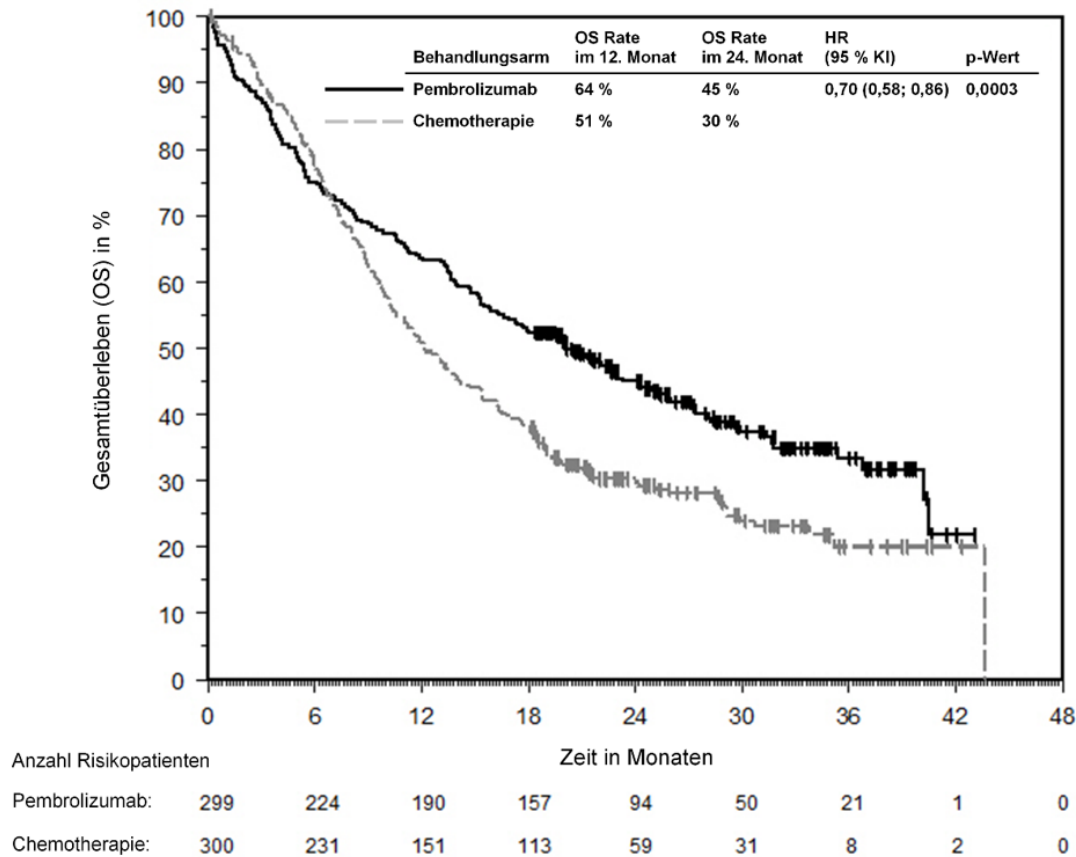 OS Rate OS Rate HR
Behandlungsarm im 12. Monat im 24. Monat (95 % KI) p-Wert
Pembrolizumab 64 % 45 % 0,70 (0,58; 0,86) 0,0003
Chemotherapie 51 % 30 %
Gesamtüberleben (OS) in %
100
90
80
70
60
50
40
30
20
10
0
0 6 12 18 24 30 36 42 48
Zeit in Monaten
Anzahl Risikopatienten
Pembrolizumab: 299 224 190 157 94 50 21 1 0
Chemotherapie: 300 231 151 113 59 31 8 2 0